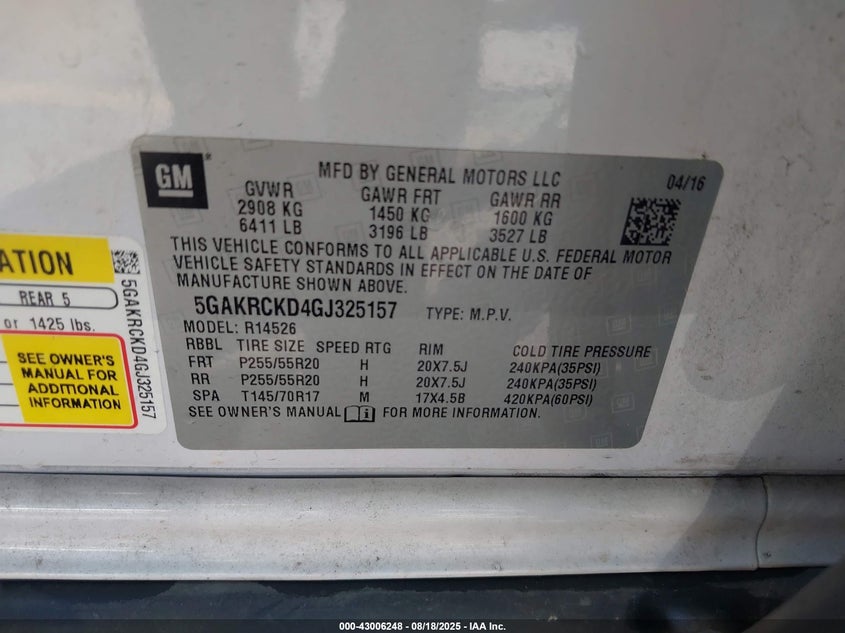 GM
MFD BY GENERAL MOTORS LLC
04/16
GVWR GAWR FRT GAWR RR
2908 KG 1450 KG 1600 KG
6411 LB 3196 LB 3527 LB
THIS VEHICLE CONFORMS TO ALL APPLICABLE U.S. FEDERAL MOTOR
VEHICLE SAFETY STANDARDS IN EFFECT ON THE DATE OF
MANUFACTURE SHOWN ABOVE.
5GAKRCKD4GJ325157 TYPE: M.P.V.
MODEL: R14526
RBBL TIRE SIZE SPEED RTG RIM COLD TIRE PRESSURE
FRT P255/55R20 H 20X7.5J 240KPA(35PSI)
RR P255/55R20 H 20X7.5J 240KPA(35PSI)
SPA T145/70R17 M 17X4.5B 420KPA(60PSI)
SEE OWNER'S MANUAL FOR MORE INFORMATION.
ATION
REAR 5
or 1425 lbs.
SEE OWNER'S
MANUAL FOR
ADDITIONAL
INFORMATION
5GAKRCKD4GJ325157
000-43006248 - 08/18/2025 - IAA Inc.